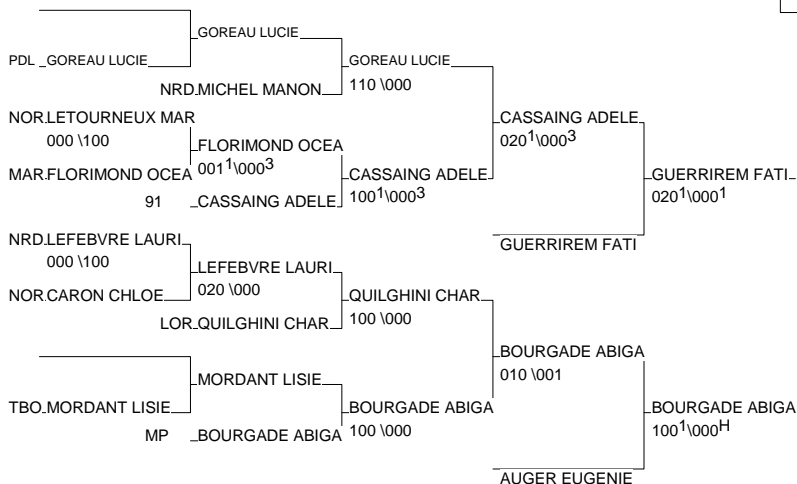 GOREAU LUCIE
PDL GOREAU LUCIE
GOREAU LUCIE
NRD MICHEL MANON
110 \000
NOR LETOURNEUX MAR
CASSAING ADELE
000 \100
020¹\000³
FLORIMOND OCEA
MAR FLORIMOND OCEA
001¹\000³
CASSAING ADELE
GUERRIREM FATI
91 CASSAING ADELE
100¹\000³
020¹\000¹
NRD LEFEBVRE LAURI
GUERRIREM FATI
000 \100
LEFEBVRE LAURI
020 \000
NOR CARON CHLOE
QUILGHINI CHAR
LOR QUILGHINI CHAR
100 \000
BOURGADE ABIGA
010 \001
MORDANT LISIE
TBO MORDANT LISIE
BOURGADE ABIGA
BOURGADE ABIGA
MP BOURGADE ABIGA
100 \000
100¹\000ᴴ
AUGER EUGENIE